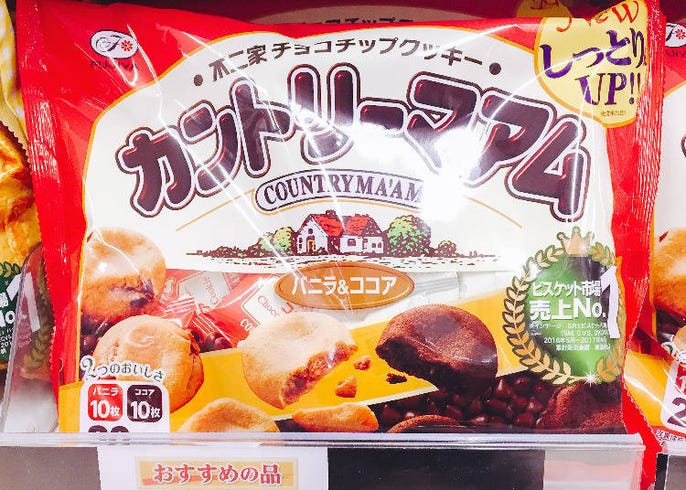 FUJIYA
New
しっとり
UP!!
不二家 チョコチップクッキー
カントリーマアム
COUNTRY MA'AM
バニラ&ココア
ビスケット市場
売上No.1
2つのおいしさ
バニラ
10枚
ココア
10枚
おすすめの品